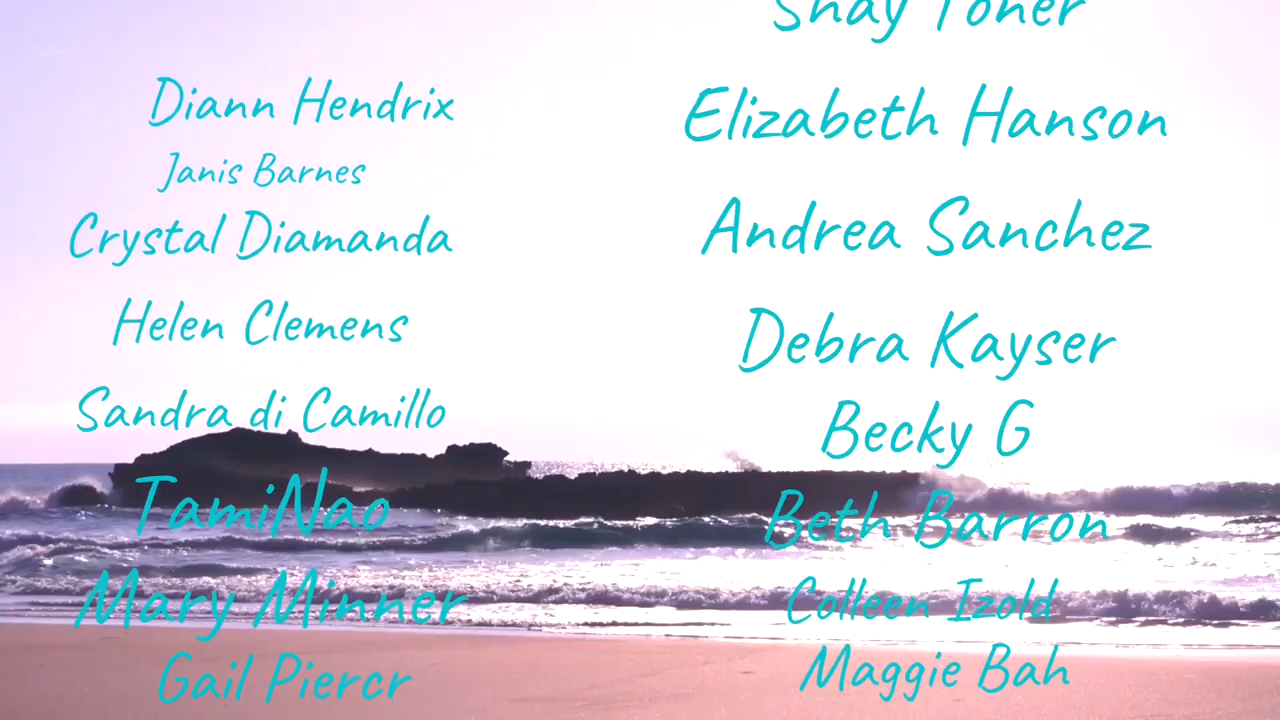 Shay Toner
Diann Hendrix
Janis Barnes
Crystal Diamanda
Helen Clemens
Sandra di Camillo
TamiNao
Mary Minner
Gail Piercr
Elizabeth Hanson
Andrea Sanchez
Debra Kayser
Becky G
Beth Barron
Colleen Izold
Maggie Bah